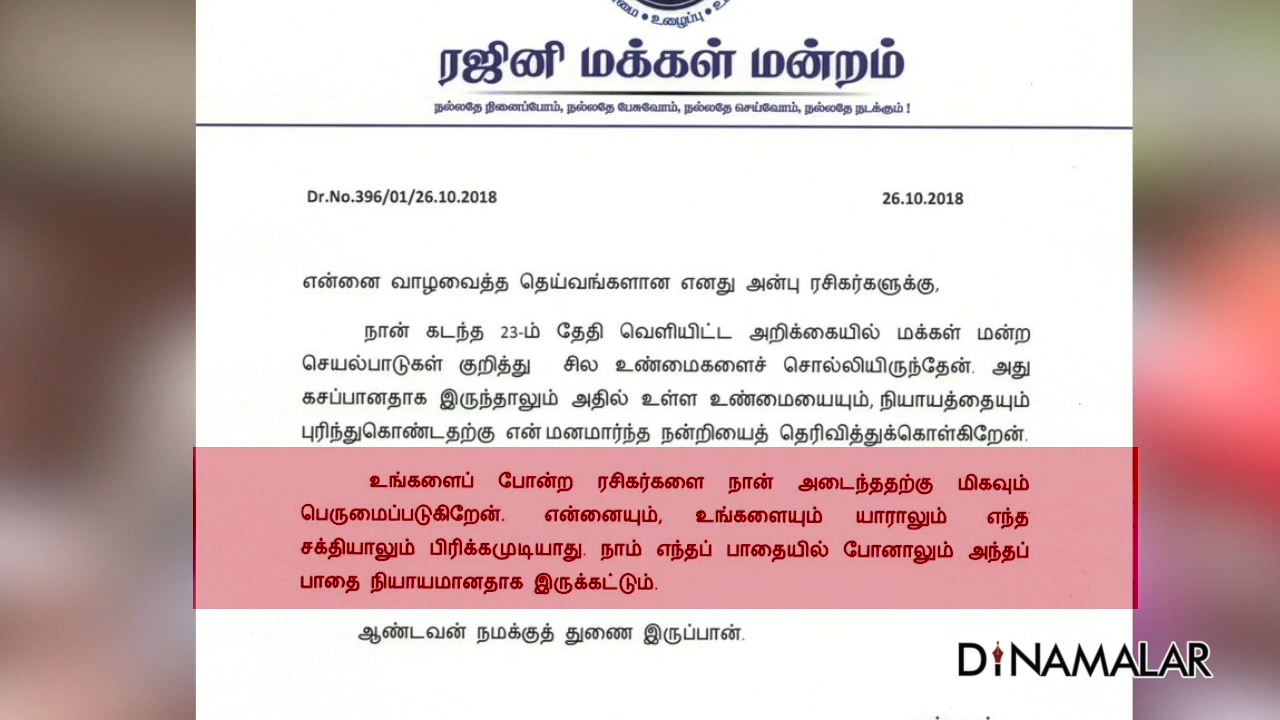 உழைப்பு
ரஜினி மக்கள் மன்றம்
நல்லதே நினைப்போம், நல்லதே பேசுவோம், நல்லதே செய்வோம், நல்லதே நடக்கும் !
Dr.No.396/01/26.10.2018 26.10.2018
என்னை வாழவைத்த தெய்வங்களான எனது அன்பு ரசிகர்களுக்கு,
நான் கடந்த 23-ம் தேதி வெளியிட்ட அறிக்கையில் மக்கள் மன்ற
செயல்பாடுகள் குறித்து சில உண்மைகளைச் சொல்லியிருந்தேன். அது
கசப்பானதாக இருந்தாலும் அதில் உள்ள உண்மையையும், நியாயத்தையும்
புரிந்துகொண்டதற்கு என் மனமார்ந்த நன்றியைத் தெரிவித்துக்கொள்கிறேன்.
உங்களைப் போன்ற ரசிகர்களை நான் அடைந்ததற்கு மிகவும்
பெருமைப்படுகிறேன். என்னையும், உங்களையும் யாராலும் எந்த
சக்தியாலும் பிரிக்கமுடியாது. நாம் எந்தப் பாதையில் போனாலும் அந்தப்
பாதை நியாயமானதாக இருக்கட்டும்.
ஆண்டவன் நமக்குத் துணை இருப்பான்.
DINAMALAR